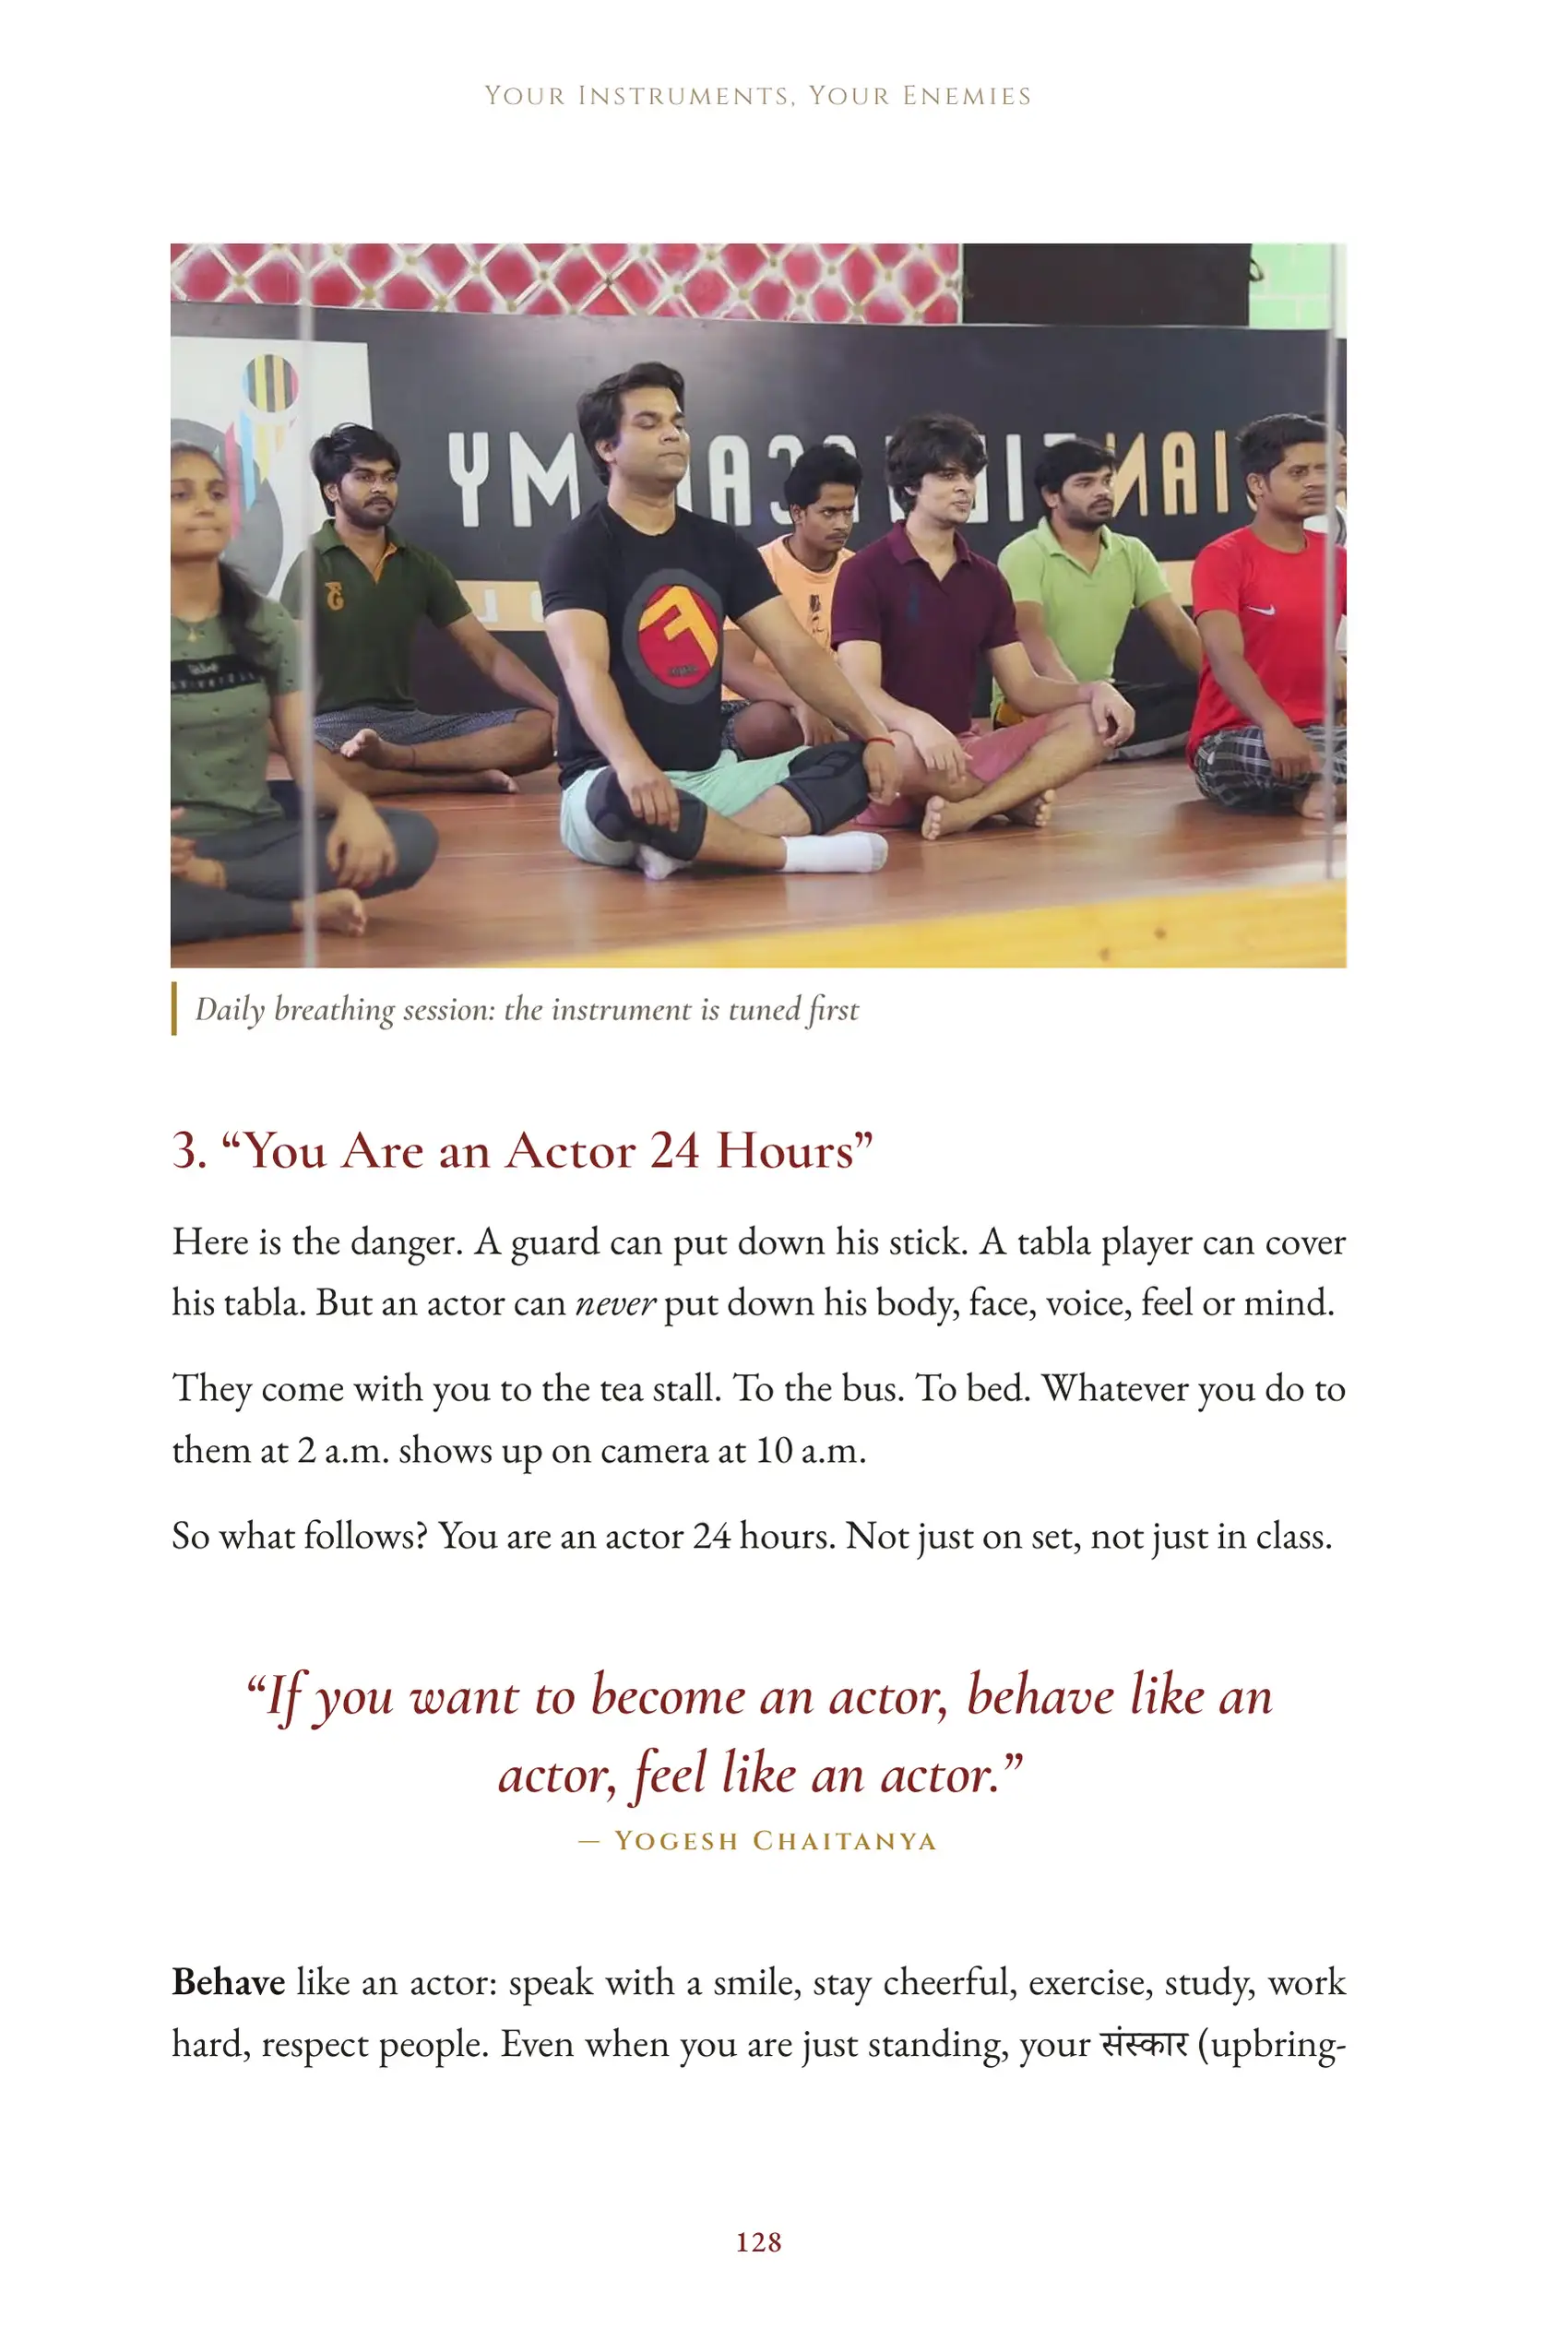 Your Instruments, Your Enemies
Daily breathing session: the instrument is tuned first
3. “You Are an Actor 24 Hours”
Here is the danger. A guard can put down his stick. A tabla player can cover
his tabla. But an actor can never put down his body, face, voice, feel or mind.
They come with you to the tea stall. To the bus. To bed. Whatever you do to
them at 2 a.m. shows up on camera at 10 a.m.
So what follows? You are an actor 24 hours. Not just on set, not just in class.
“If you want to become an actor, behave like an
actor, feel like an actor.”
— Yogesh Chaitanya
Behave like an actor: speak with a smile, stay cheerful, exercise, study, work
hard, respect people. Even when you are just standing, your संस्कार (upbring-
128